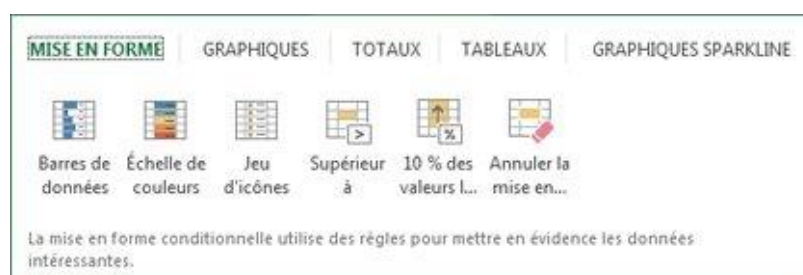 MISE EN FORME GRAPHIQUES TOTAUX TABLEAUX GRAPHIQUES SPARKLINE
Barres de Échelle de Jeu Supérieur 10 % des Annuler la
données couleurs d'icônes à valeurs l... mise en...
La mise en forme conditionnelle utilise des règles pour mettre en évidence les données
intéressantes.